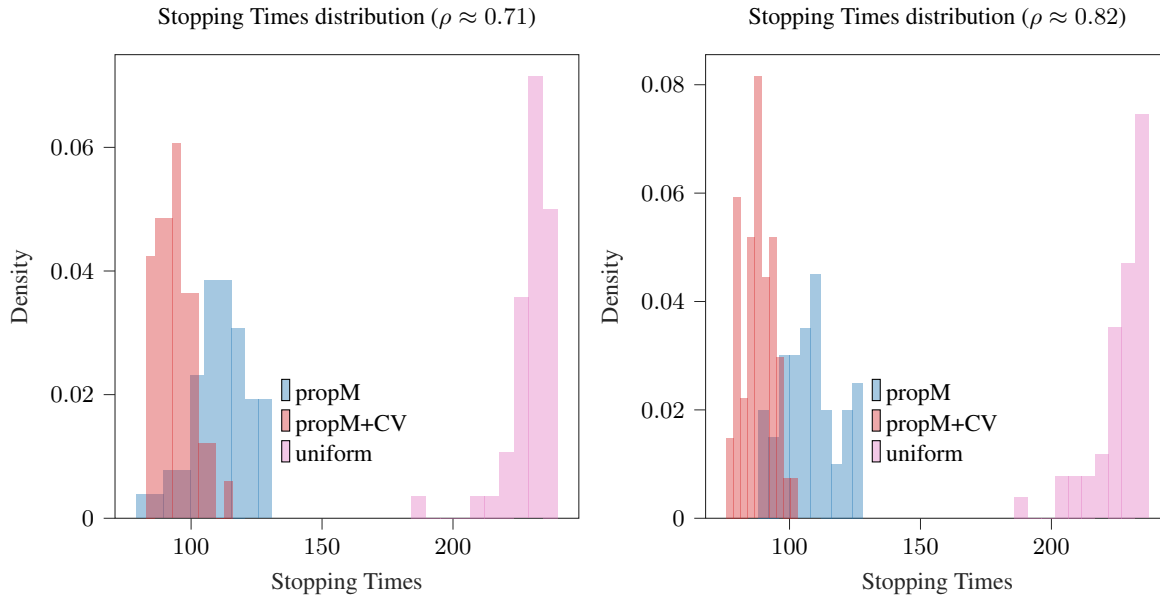 Stopping Times distribution (ρ ≈ 0.71)
0.06
0.04
0.02
0
Density
propM
propM+CV
uniform
100
150
200
Stopping Times
Stopping Times distribution (ρ ≈ 0.82)
0.08
0.06
0.04
0.02
0
Density
propM
propM+CV
uniform
100
150
200
Stopping Times